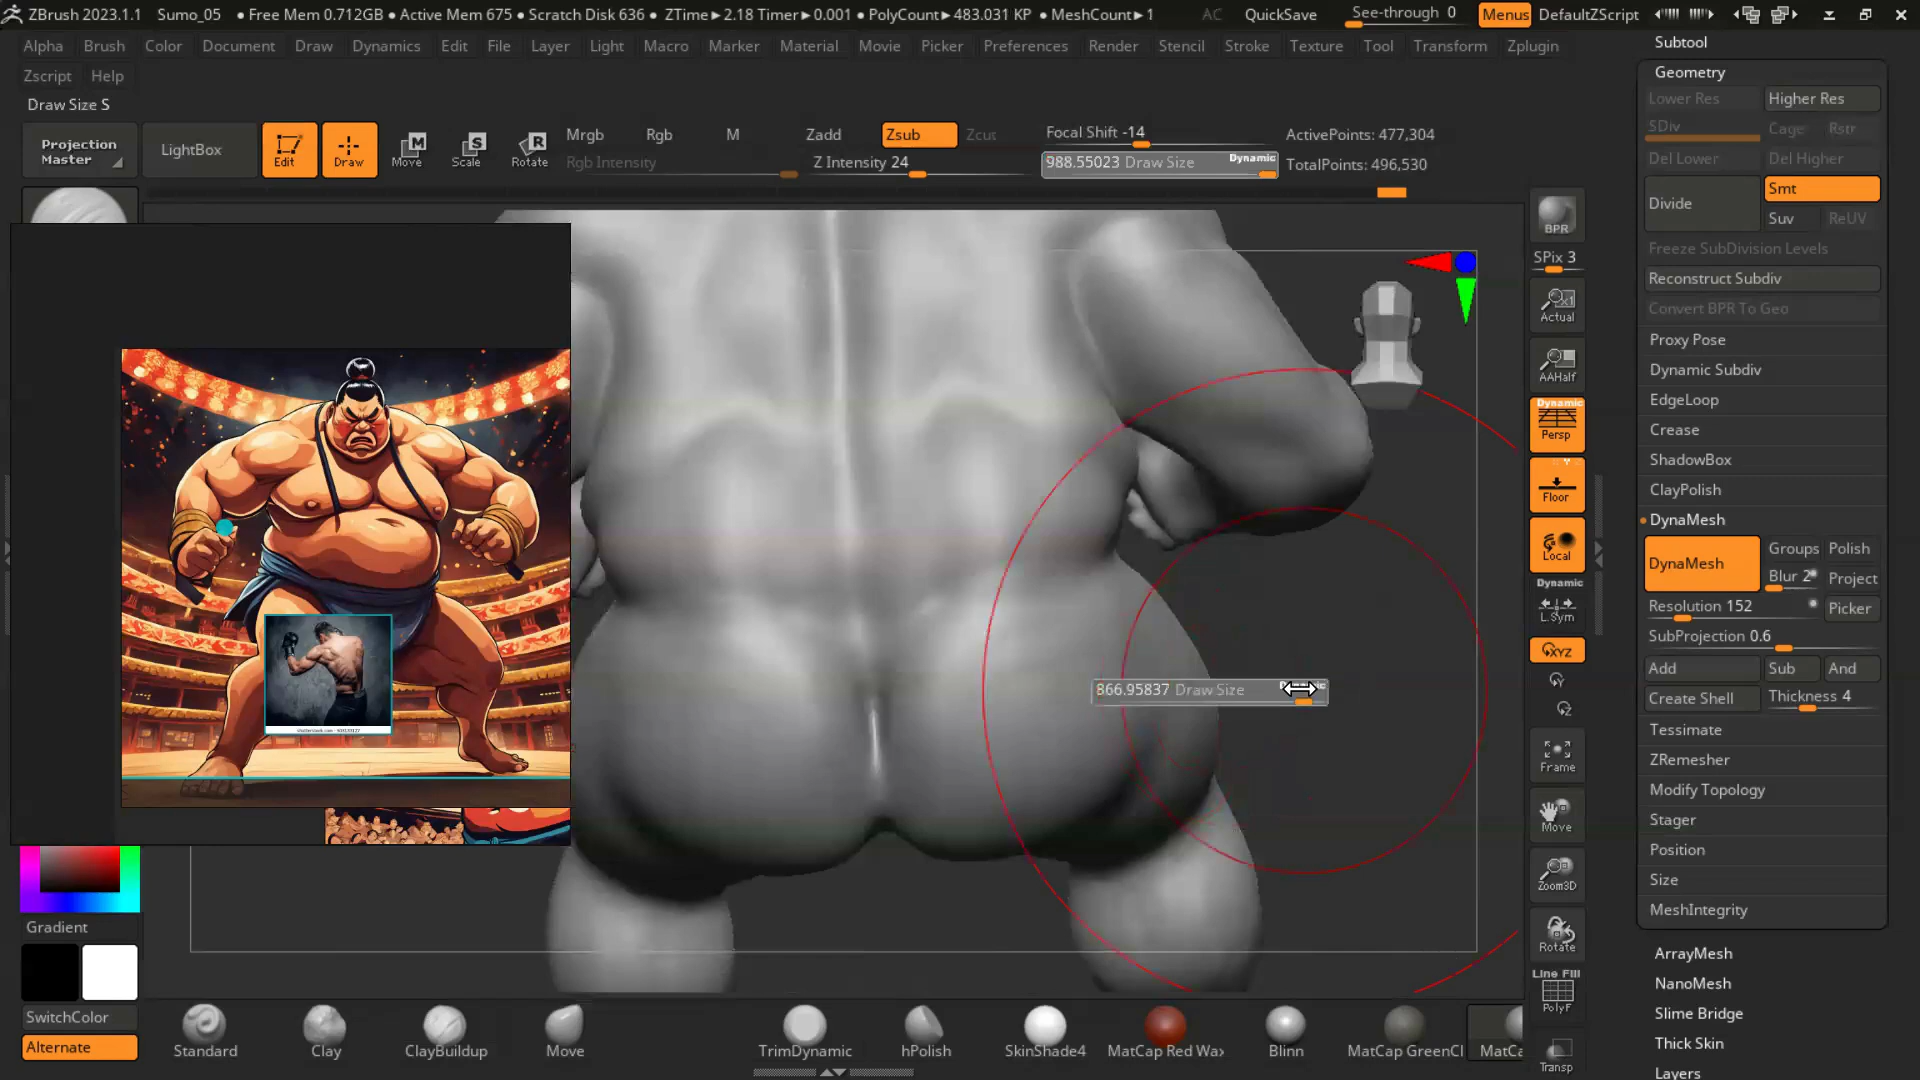 ZBrush 2023.1.1 Sumo_05 • Free Memory 0.712GB • Active Memory 675 • Scratch Disk 636 • ZTime▸2.18 Timer▸0.001 • PolyCount▸483.031 KP • MeshCount▸1 AC QuickSave See-through 0 Menus DefaultZScript
Alpha Brush Color Document Draw Dynamics Edit File Layer Light Macro Marker Material Movie Picker Preferences Render Stencil Stroke Texture Tool Transform Zplugin
Zscript Help
Draw Size S
Projection Master
LightBox
Edit
Draw
Move
Scale
Rotate
Mrgb Rgb M
Rgb Intensity
Zadd Zsub Zcut
Z Intensity 24
Focal Shift -14
988.55023 Draw Size Dynamic
ActivePoints: 477,304
TotalPoints: 496,530
866.95837 Draw Size
Gradient
SwitchColor
Alternate
Standard
Clay
ClayBuildup
Move
TrimDynamic
hPolish
SkinShade4
MatCap Red Wax
Blinn
MatCap GreenCl
MatCa
BPR
SPix 3
Actual
AAHalf
Dynamic
Persp
Floor
Local
Dynamic
L.Sym
XYZ
Frame
Move
Zoom3D
Rotate
Line Fill
PolyF
Transp
Subtool
Geometry
Lower Res Higher Res
SDiv Cage Rstr
Del Lower Del Higher
Divide Smt
Suv ReUV
Freeze SubDivision Levels
Reconstruct Subdiv
Convert BPR To Geo
Proxy Pose
Dynamic Subdiv
EdgeLoop
Crease
ShadowBox
ClayPolish
DynaMesh
DynaMesh Groups Polish
Blur 2 Project
Resolution 152 Picker
SubProjection 0.6
Add Sub And
Create Shell Thickness 4
Tessimate
ZRemesher
Modify Topology
Stager
Position
Size
MeshIntegrity
ArrayMesh
NanoMesh
Slime Bridge
Thick Skin
Layers